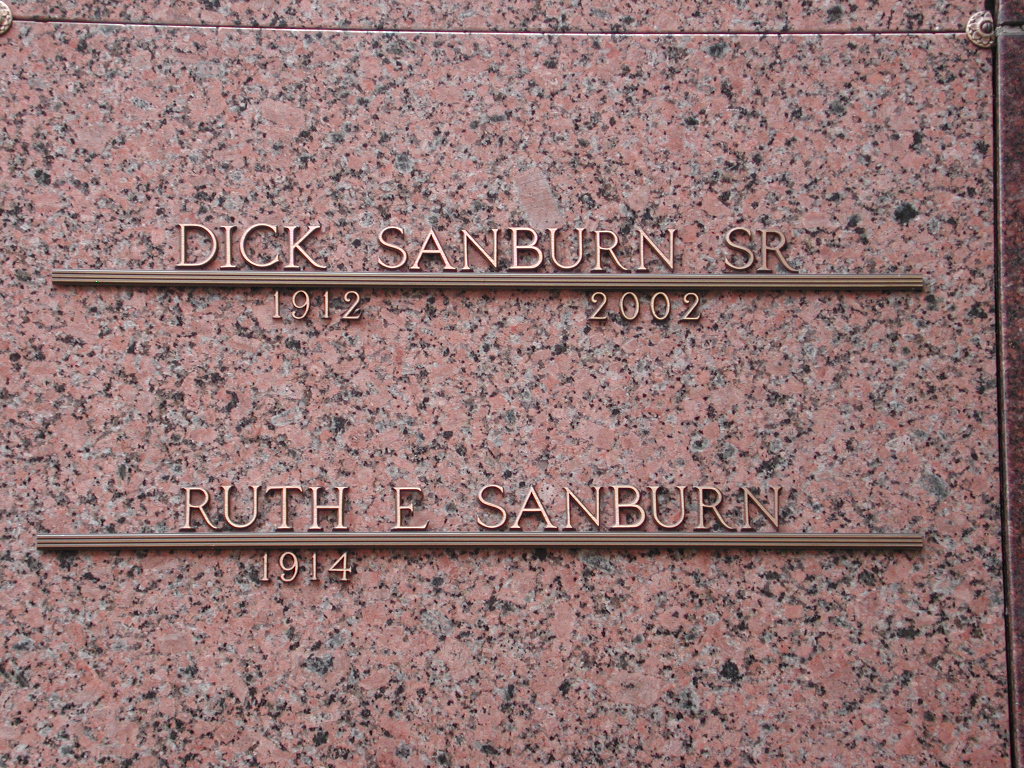 DICK SANBURN SR
1912 2002
RUTH E SANBURN
1914